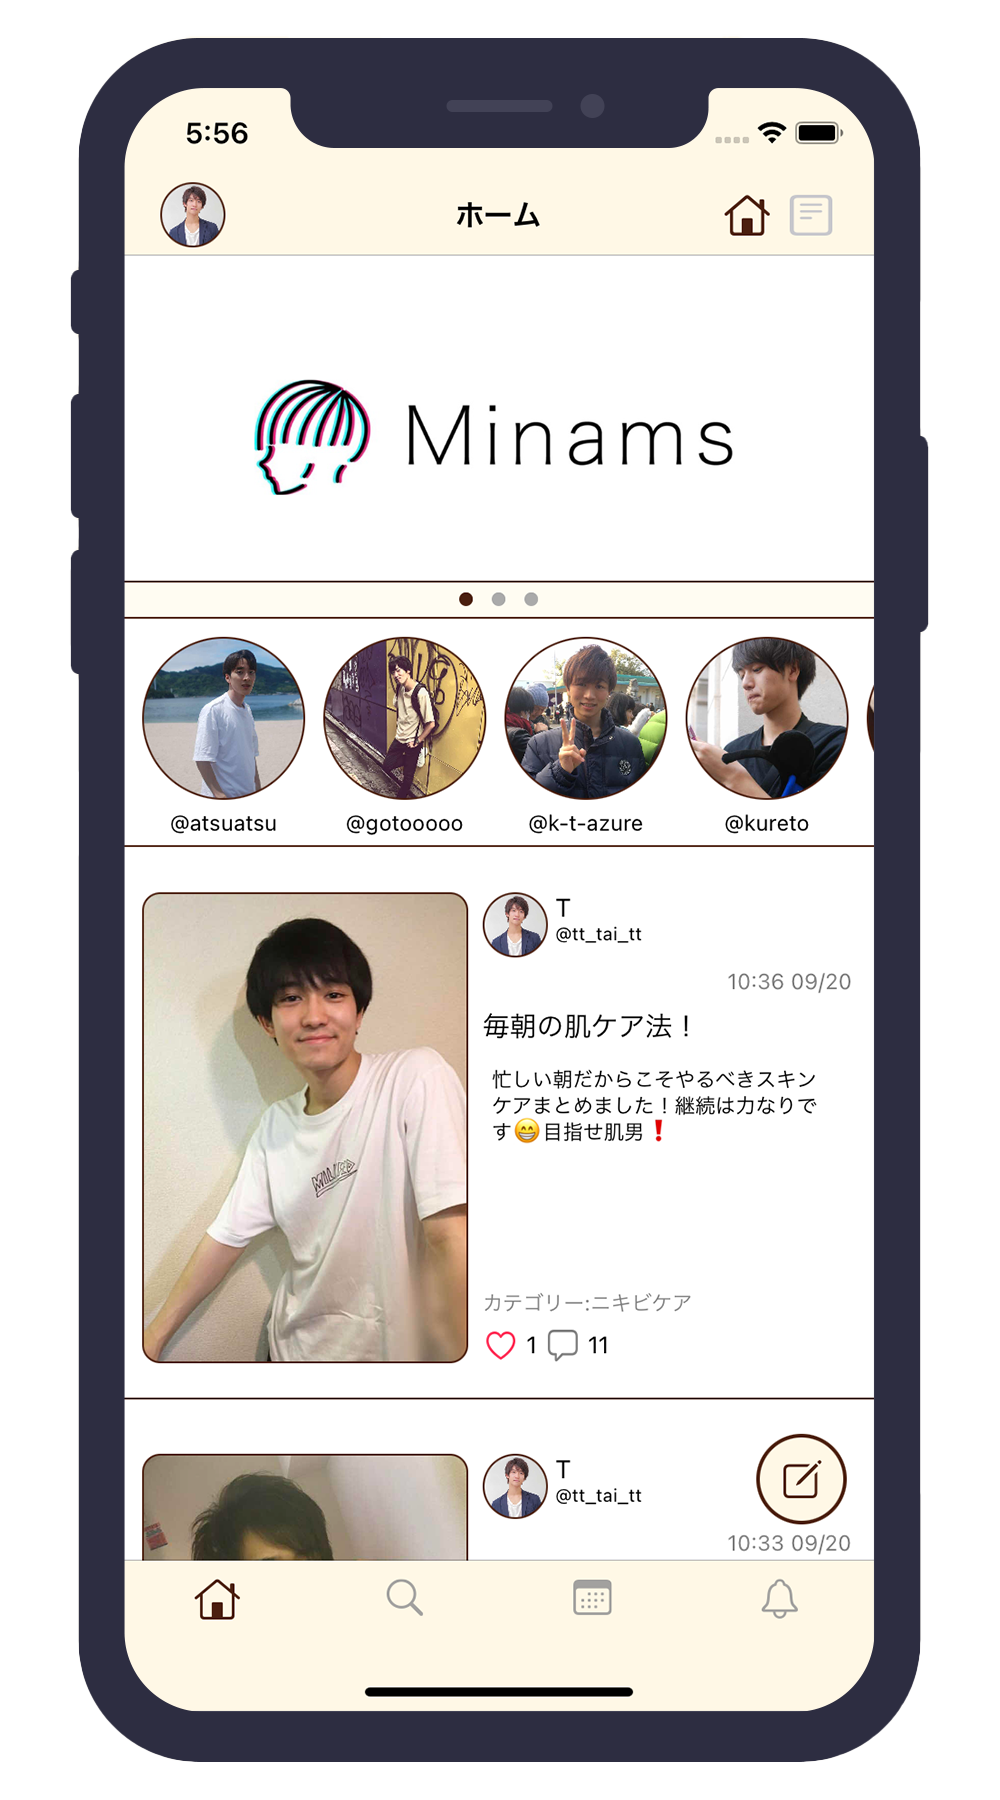 5:56
ホーム
Minams
@atsuatsu
@gotooooo
@k-t-azure
@kureto
T
@tt_tai_tt
10:36 09/20
毎朝の肌ケア法！
忙しい朝だからこそやるべきスキン
ケアまとめました！継続は力なりで
す😁目指せ肌男❗
カテゴリー:ニキビケア
1 11
T
@tt_tai_tt
10:33 09/20